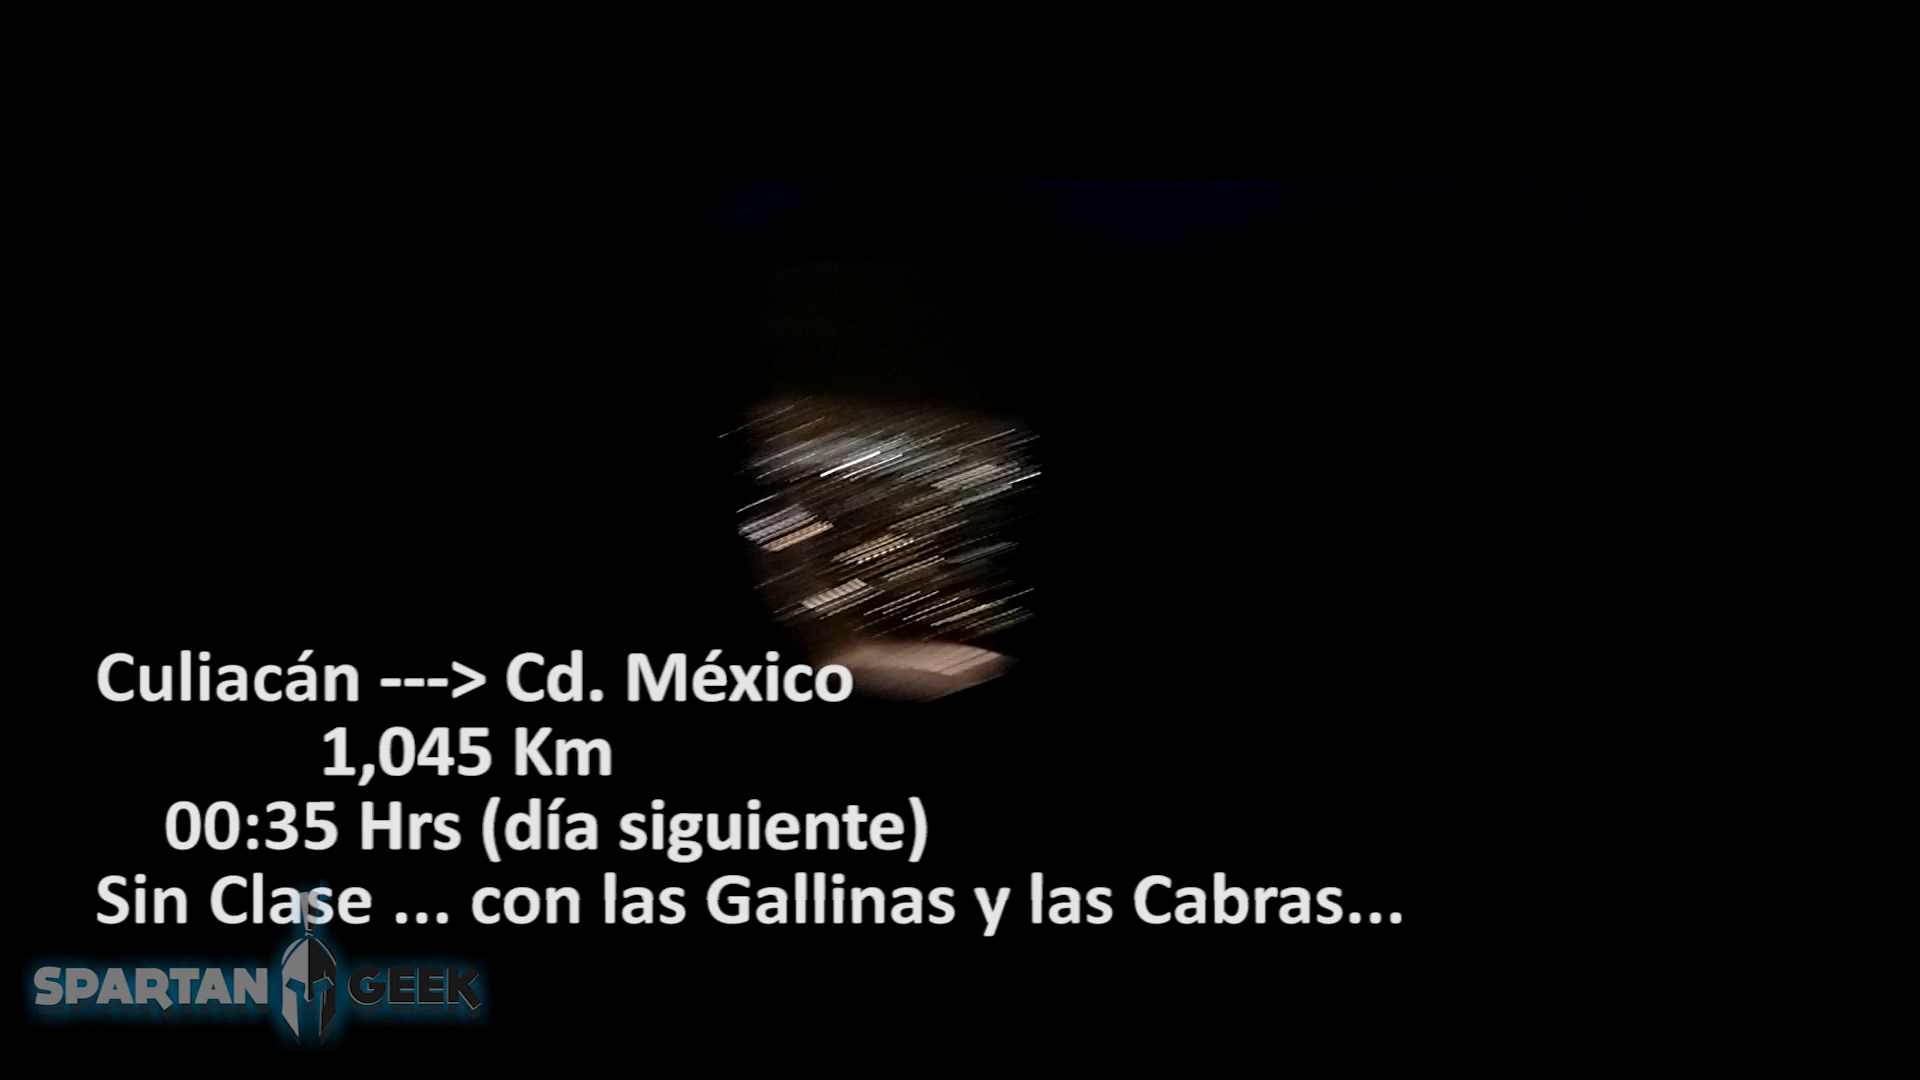 Culiacán ---> Cd. México
1,045 Km
00:35 Hrs (día siguiente)
Sin Clase ... con las Gallinas y las Cabras...
SPARTAN GEEK